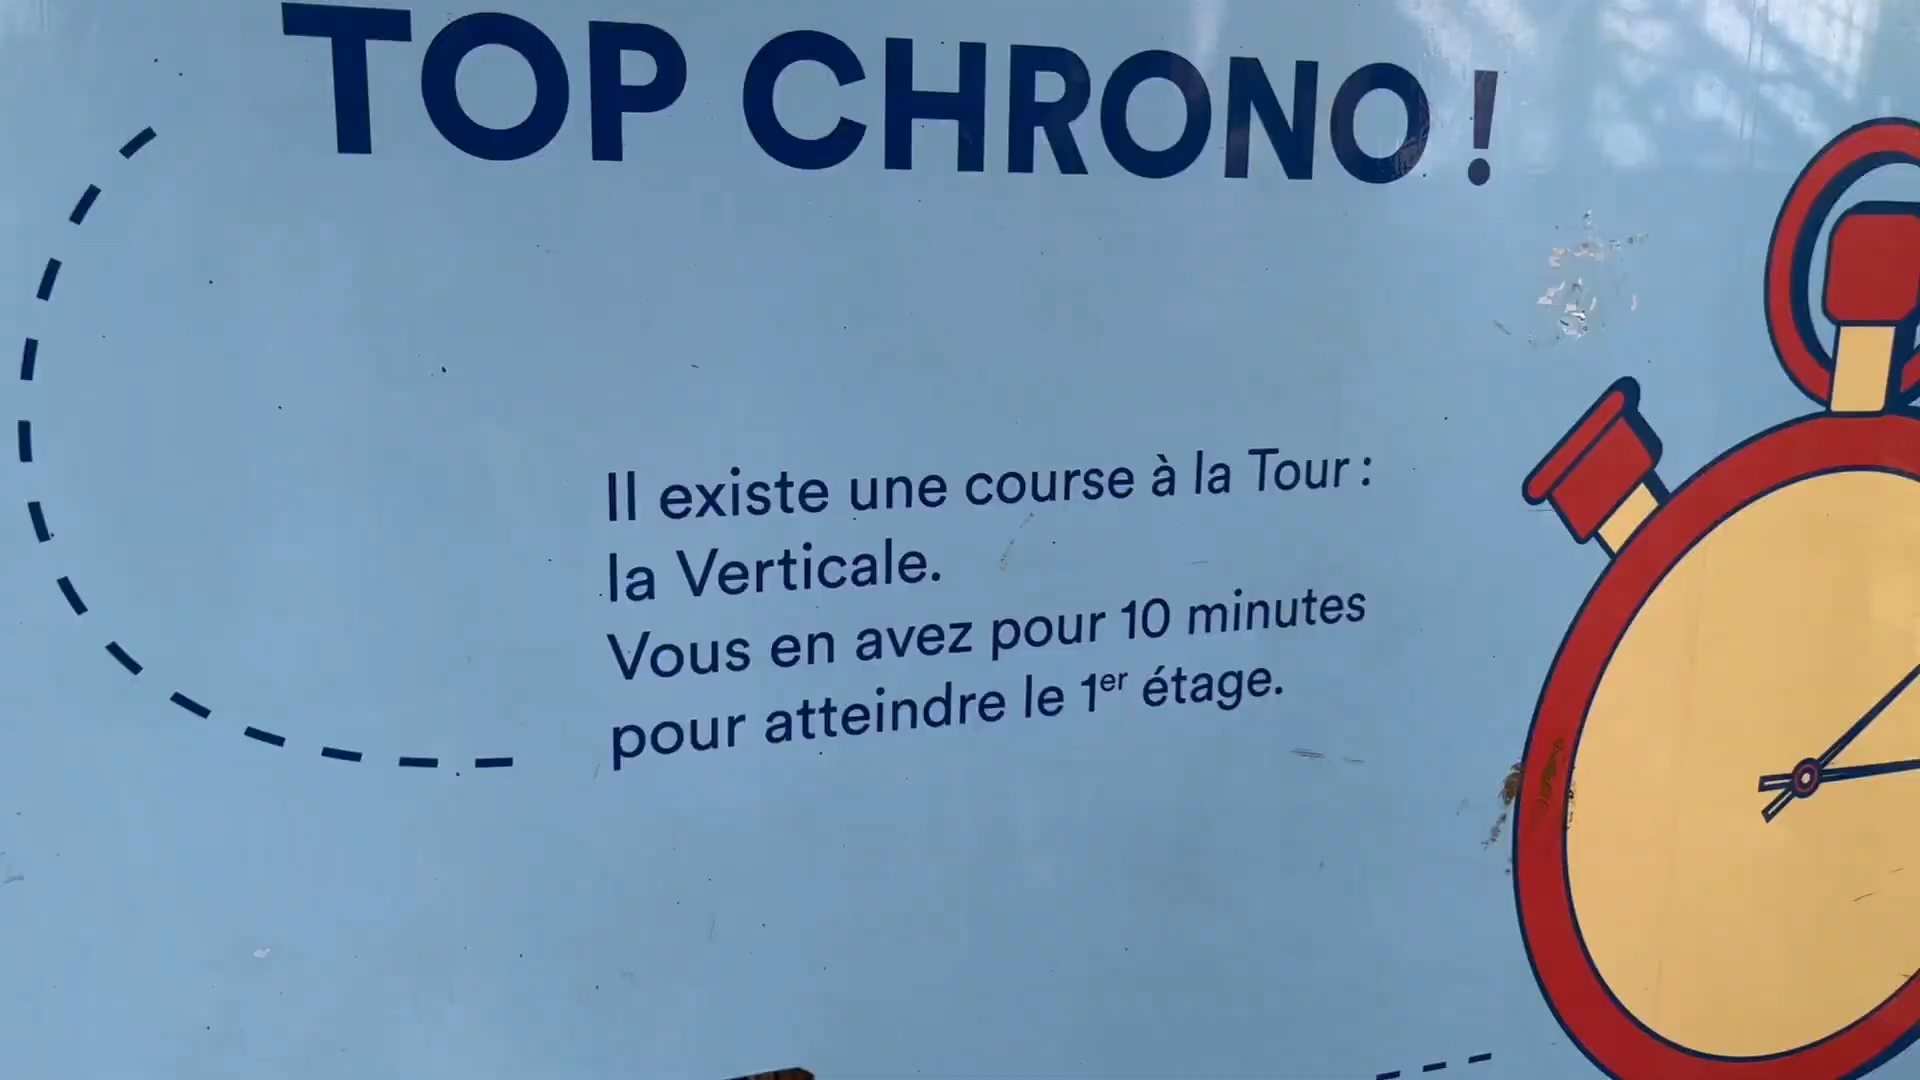 TOP CHRONO !
Il existe une course à la Tour :
la Verticale.
Vous en avez pour 10 minutes
pour atteindre le 1er étage.